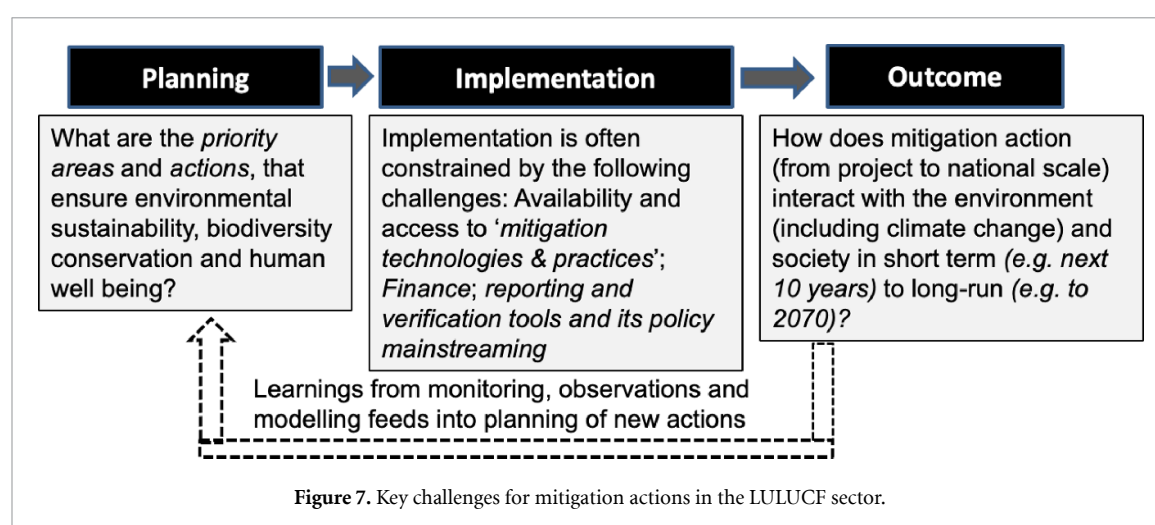 Planning
Implementation
Outcome
What are the priority
areas and actions, that
ensure environmental
sustainability, biodiversity
conservation and human
well being?
Implementation is often
constrained by the following
challenges: Availability and
access to ‘mitigation
technologies & practices’;
Finance; reporting and
verification tools and its policy
mainstreaming
How does mitigation action
(from project to national scale)
interact with the environment
(including climate change) and
society in short term (e.g. next
10 years) to long-run (e.g. to
2070)?
Learnings from monitoring, observations and
modelling feeds into planning of new actions
Figure 7. Key challenges for mitigation actions in the LULUCF sector.